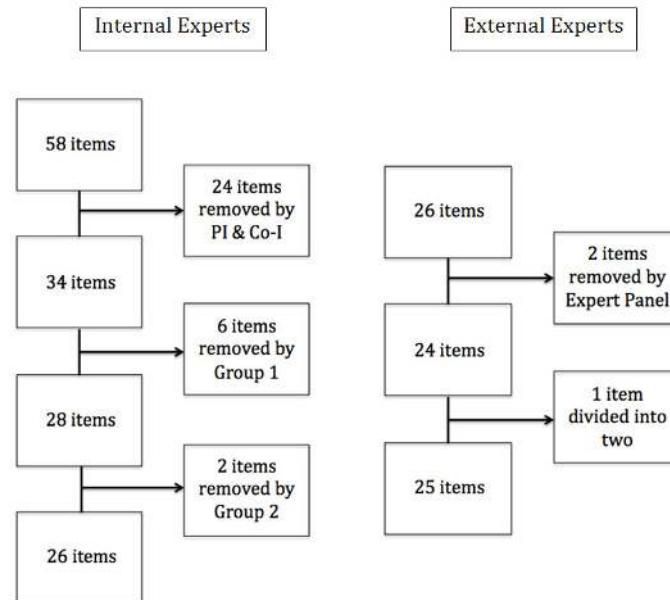 Internal Experts
58 items
24 items
removed by
PI & Co-I
34 items
6 items
removed by
Group 1
28 items
2 items
removed by
Group 2
26 items
External Experts
26 items
2 items
removed by
Expert Panel
24 items
1 item
divided into
two
25 items